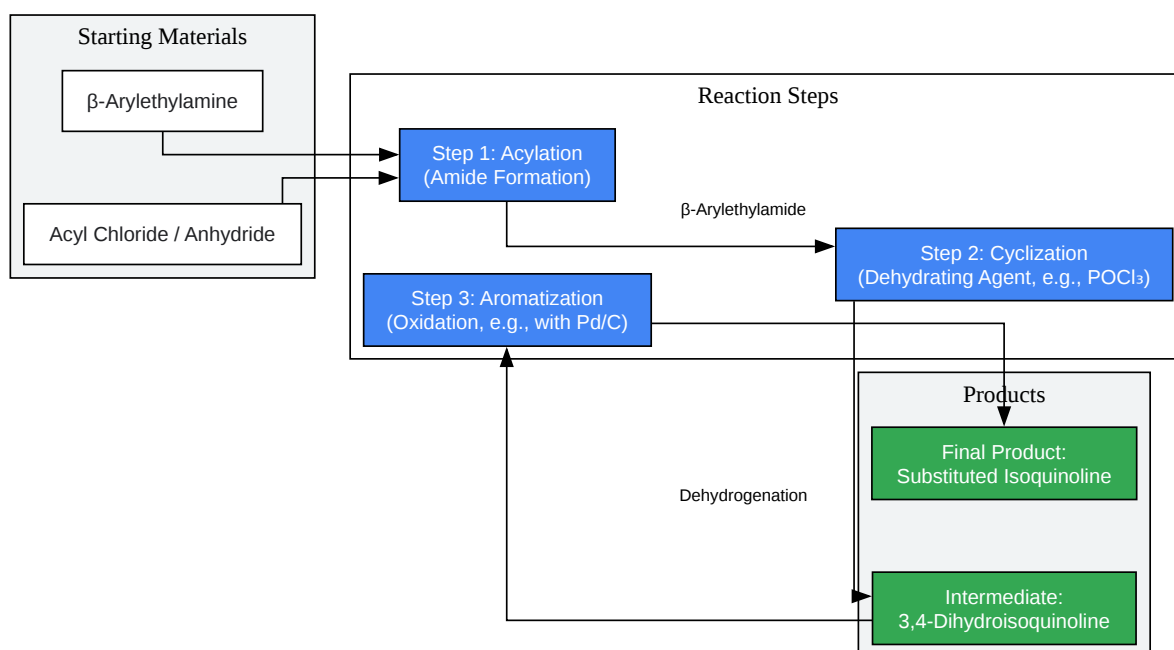 Starting Materials
β-Arylethylamine
Acyl Chloride / Anhydride
Reaction Steps
Step 1: Acylation
(Amide Formation)
β-Arylethylamide
Step 2: Cyclization
(Dehydrating Agent, e.g., POCl₃)
Step 3: Aromatization
(Oxidation, e.g., with Pd/C)
Products
Final Product:
Substituted Isoquinoline
Dehydrogenation
Intermediate:
3,4-Dihydroisoquinoline